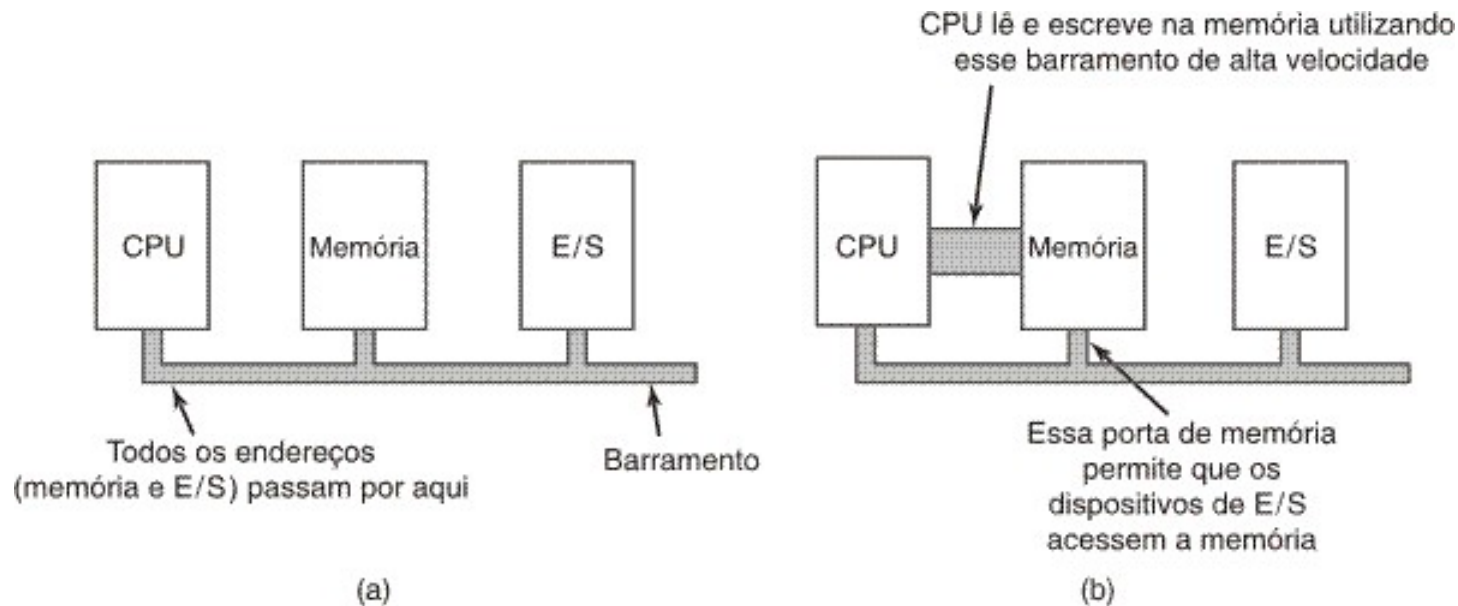 CPU lê e escreve na memória utilizando
esse barramento de alta velocidade
CPU
Memória
E/S
Todos os endereços
(memória e E/S) passam por aqui
Barramento
(a)
CPU
Memória
E/S
Essa porta de memória
permite que os
dispositivos de E/S
acessem a memória
(b)